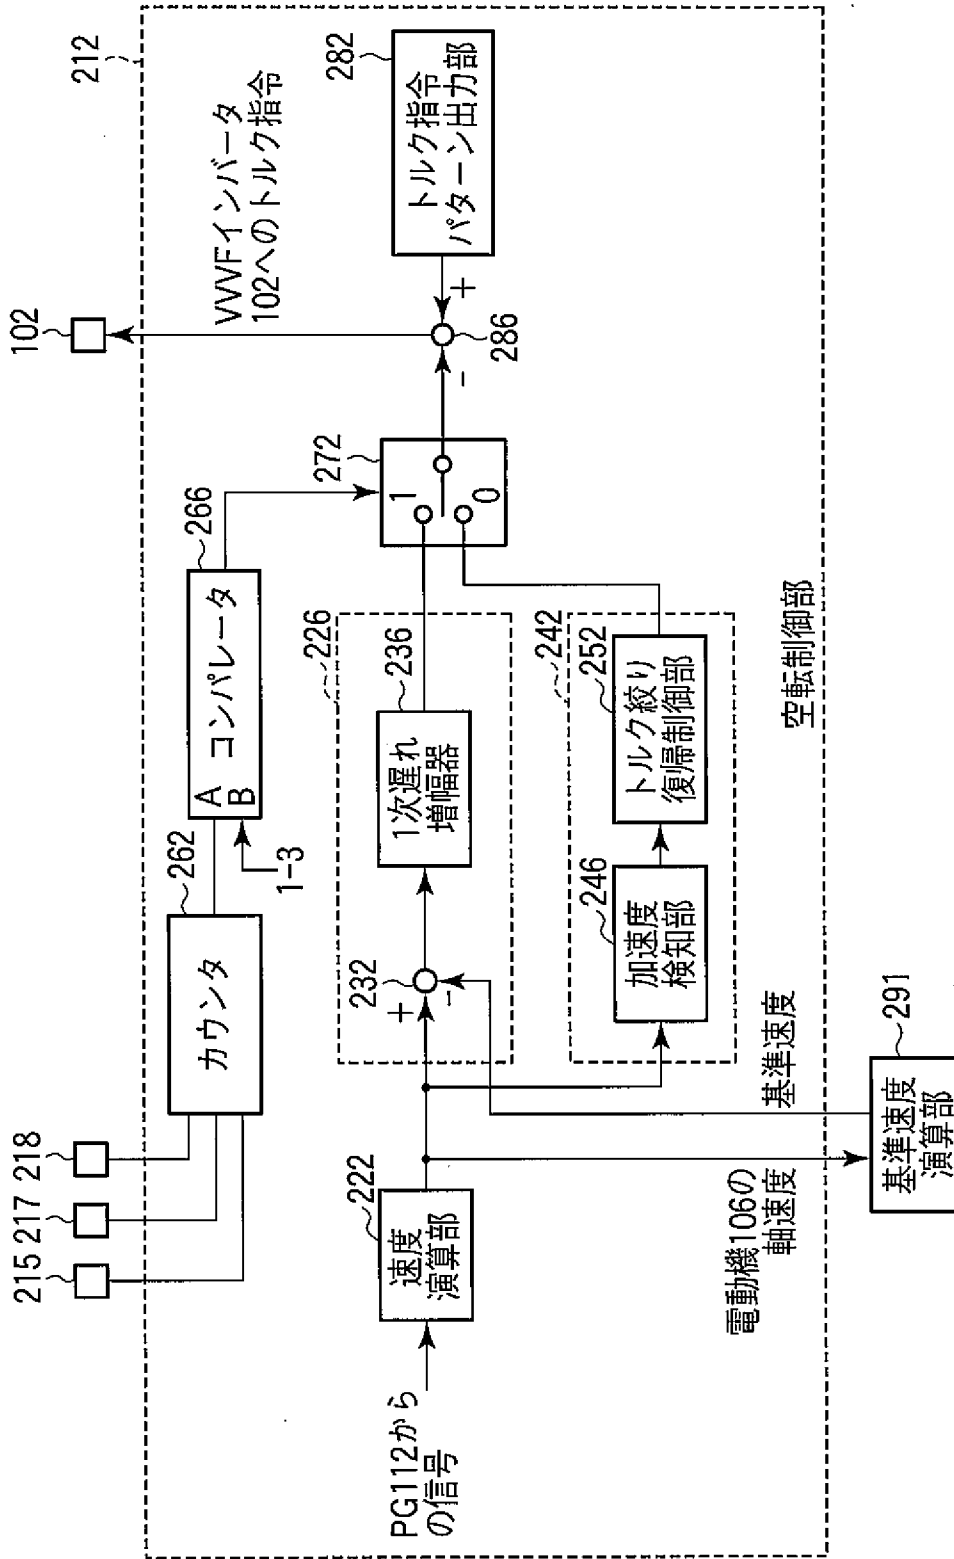 212
102
VVVFインバータ
102へのトルク指令
282
トルク指令
パターン出力部
+
286
-
272
1
0
266
コンパレータ
A
B
1-3
262
カウンタ
218
217
215
226
236
1次遅れ
増幅器
232
+
-
242
252
トルク絞り
復帰制御部
246
加速度
検知部
222
速度
演算部
PG112から
の信号
電動機106の
軸速度
基準速度
空転制御部
291
基準速度
演算部